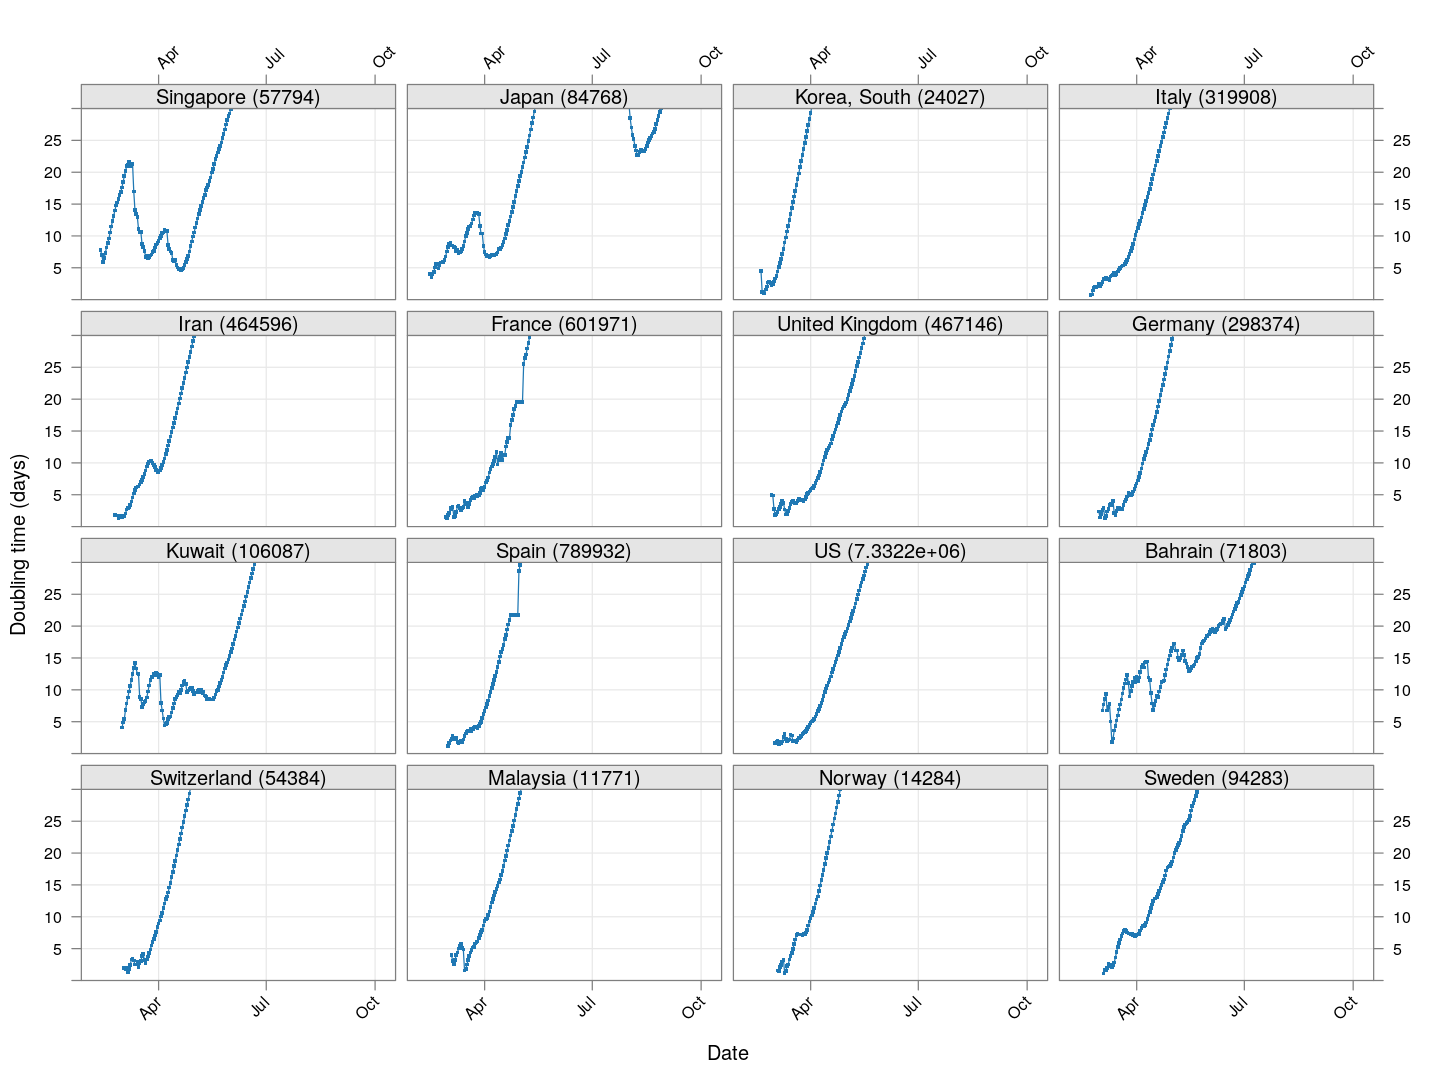 Apr Jul Oct Apr Jul Oct Apr Jul Oct Apr Jul Oct
Singapore (57794) Japan (84768) Korea, South (24027) Italy (319908)
25 25
20 20
15 15
10 10
5 5
Iran (464596) France (601971) United Kingdom (467146) Germany (298374)
25 25
20 20
15 15
10 10
5 5
Doubling time (days)
Kuwait (106087) Spain (789932) US (7.3322e+06) Bahrain (71803)
25 25
20 20
15 15
10 10
5 5
Switzerland (54384) Malaysia (11771) Norway (14284) Sweden (94283)
25 25
20 20
15 15
10 10
5 5
Apr Jul Oct Apr Jul Oct Apr Jul Oct Apr Jul Oct
Date